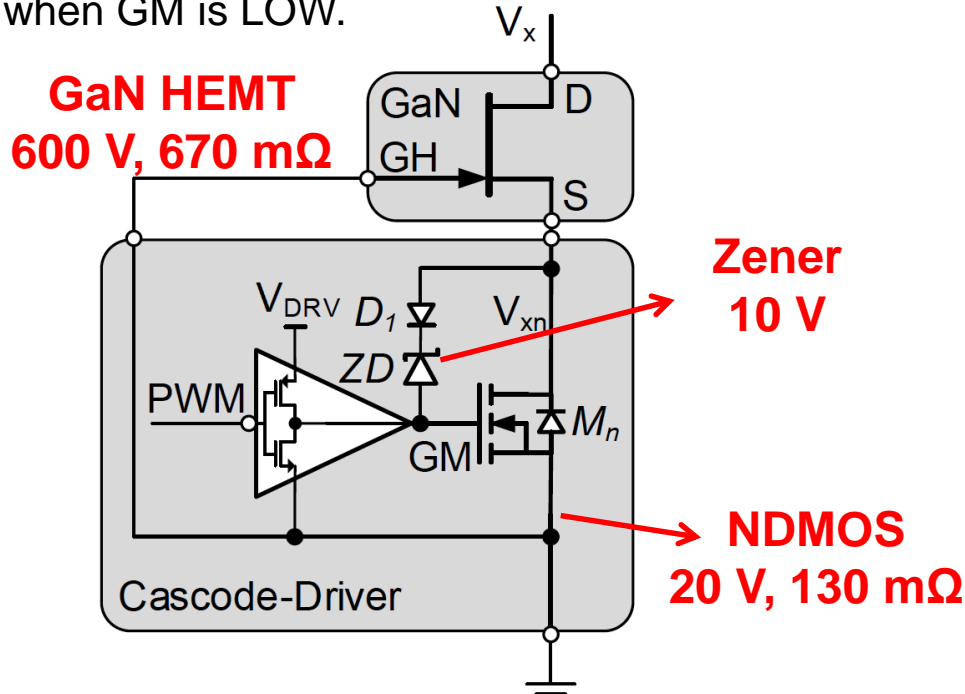 when GM is LOW.
Vx
GaN HEMT
600 V, 670 mΩ
GaN
D
GH
S
Zener
10 V
VDRV
D1
Vxn
ZD
PWM
GM
Mn
NDMOS
20 V, 130 mΩ
Cascode-Driver